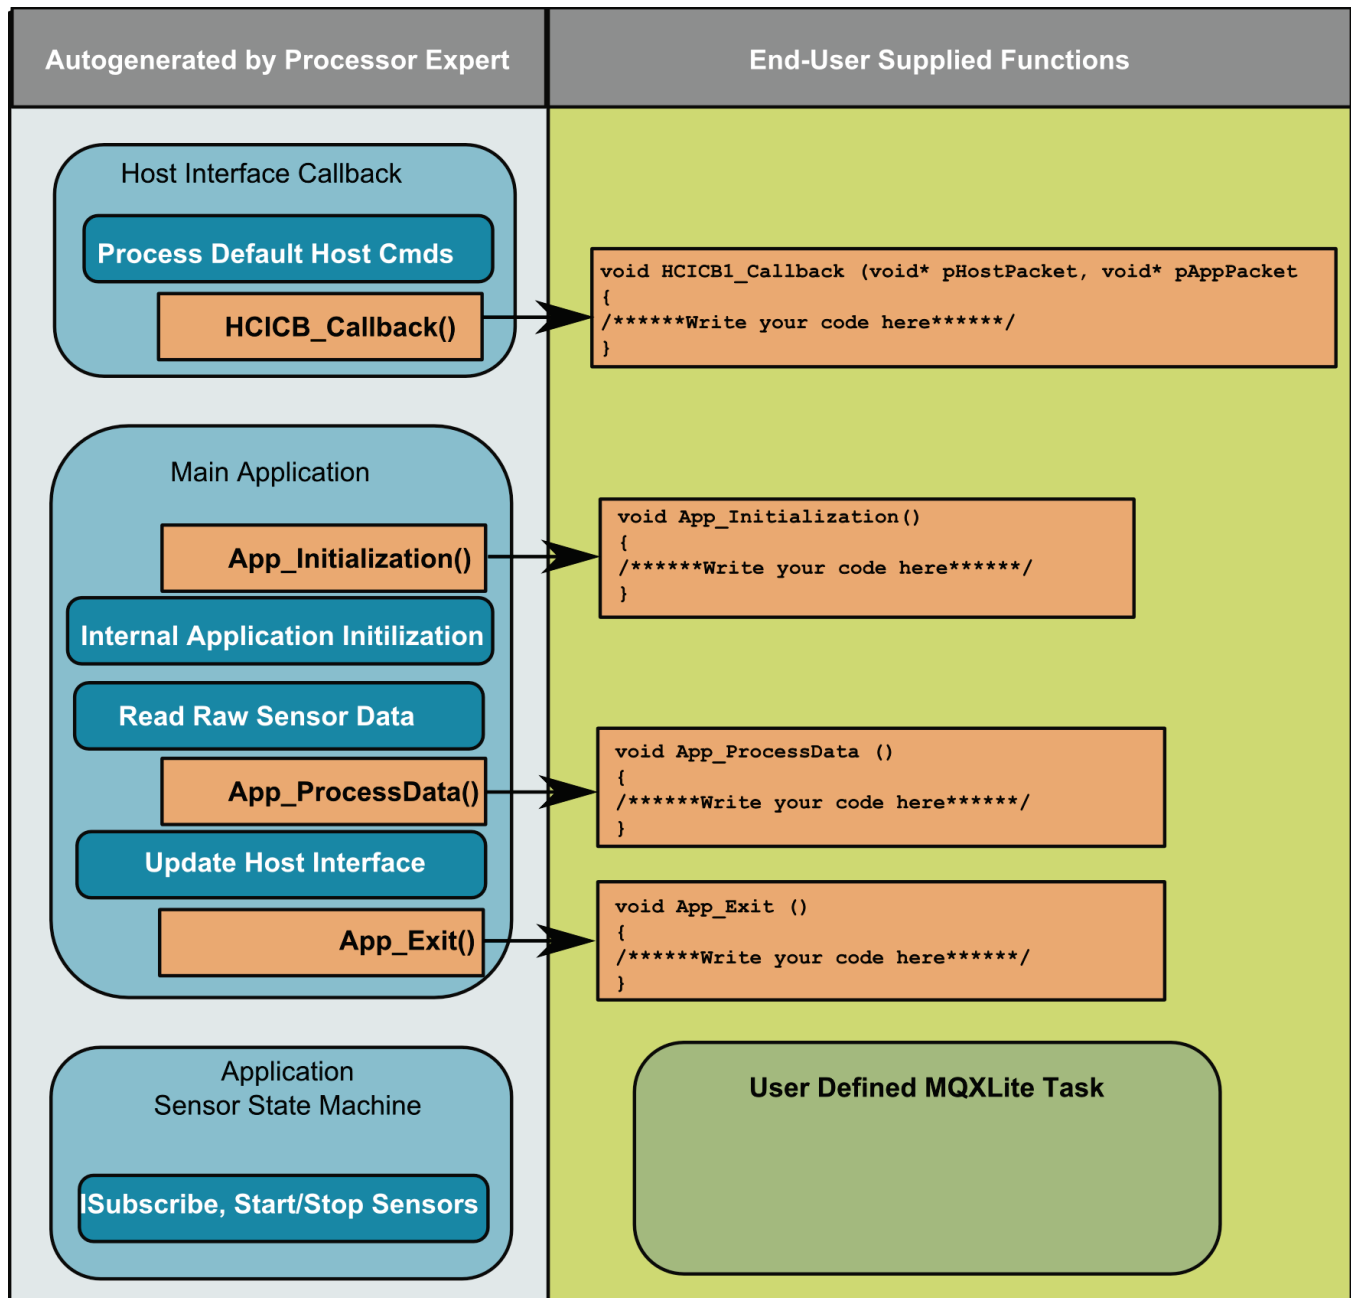 Autogenerated by Processor Expert
End-User Supplied Functions
Host Interface Callback
Process Default Host Cmds
HCICB_Callback()
void HCICB1_Callback (void* pHostPacket, void* pAppPacket
{
/******Write your code here******/
}
Main Application
App_Initialization()
void App_Initialization()
{
/******Write your code here******/
}
Internal Application Initilization
Read Raw Sensor Data
App_ProcessData()
void App_ProcessData ()
{
/******Write your code here******/
}
Update Host Interface
App_Exit()
void App_Exit ()
{
/******Write your code here******/
}
Application
Sensor State Machine
ISubscribe, Start/Stop Sensors
User Defined MQXLite Task